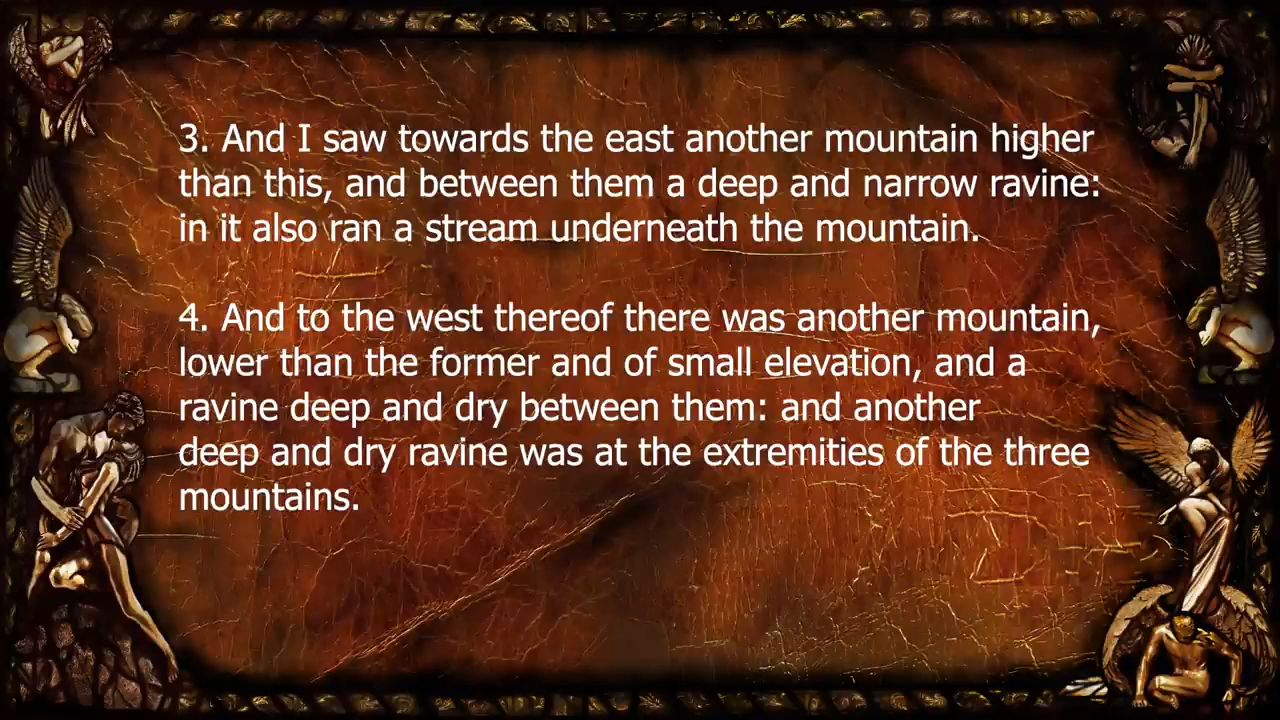 3. And I saw towards the east another mountain higher
than this, and between them a deep and narrow ravine:
in it also ran a stream underneath the mountain.
4. And to the west thereof there was another mountain,
lower than the former and of small elevation, and a
ravine deep and dry between them: and another
deep and dry ravine was at the extremities of the three
mountains.